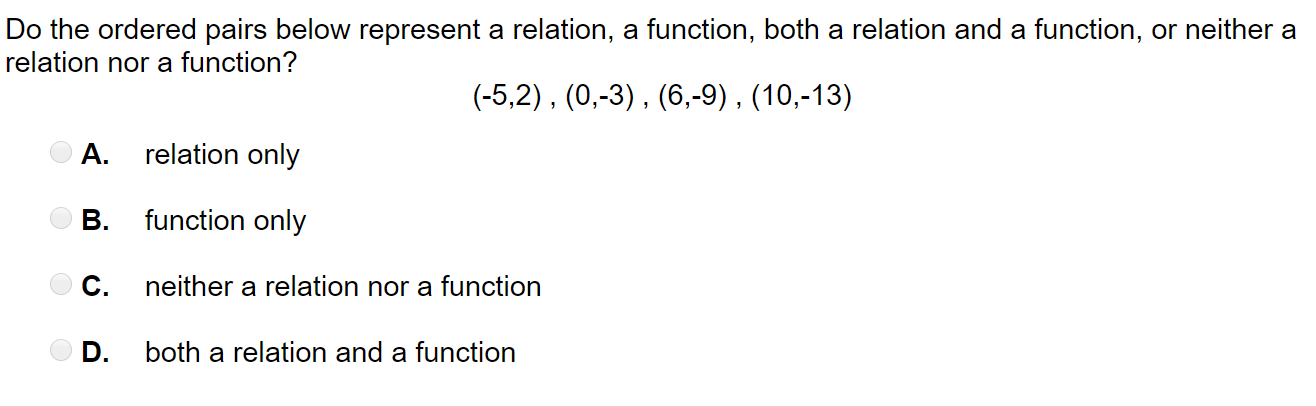 Do the ordered pairs below represent a relation, a function, both a relation and a function, or neither a
relation nor a function?
(-5,2) , (0,-3) , (6,-9) , (10,-13)
A. relation only
B. function only
C. neither a relation nor a function
D. both a relation and a function